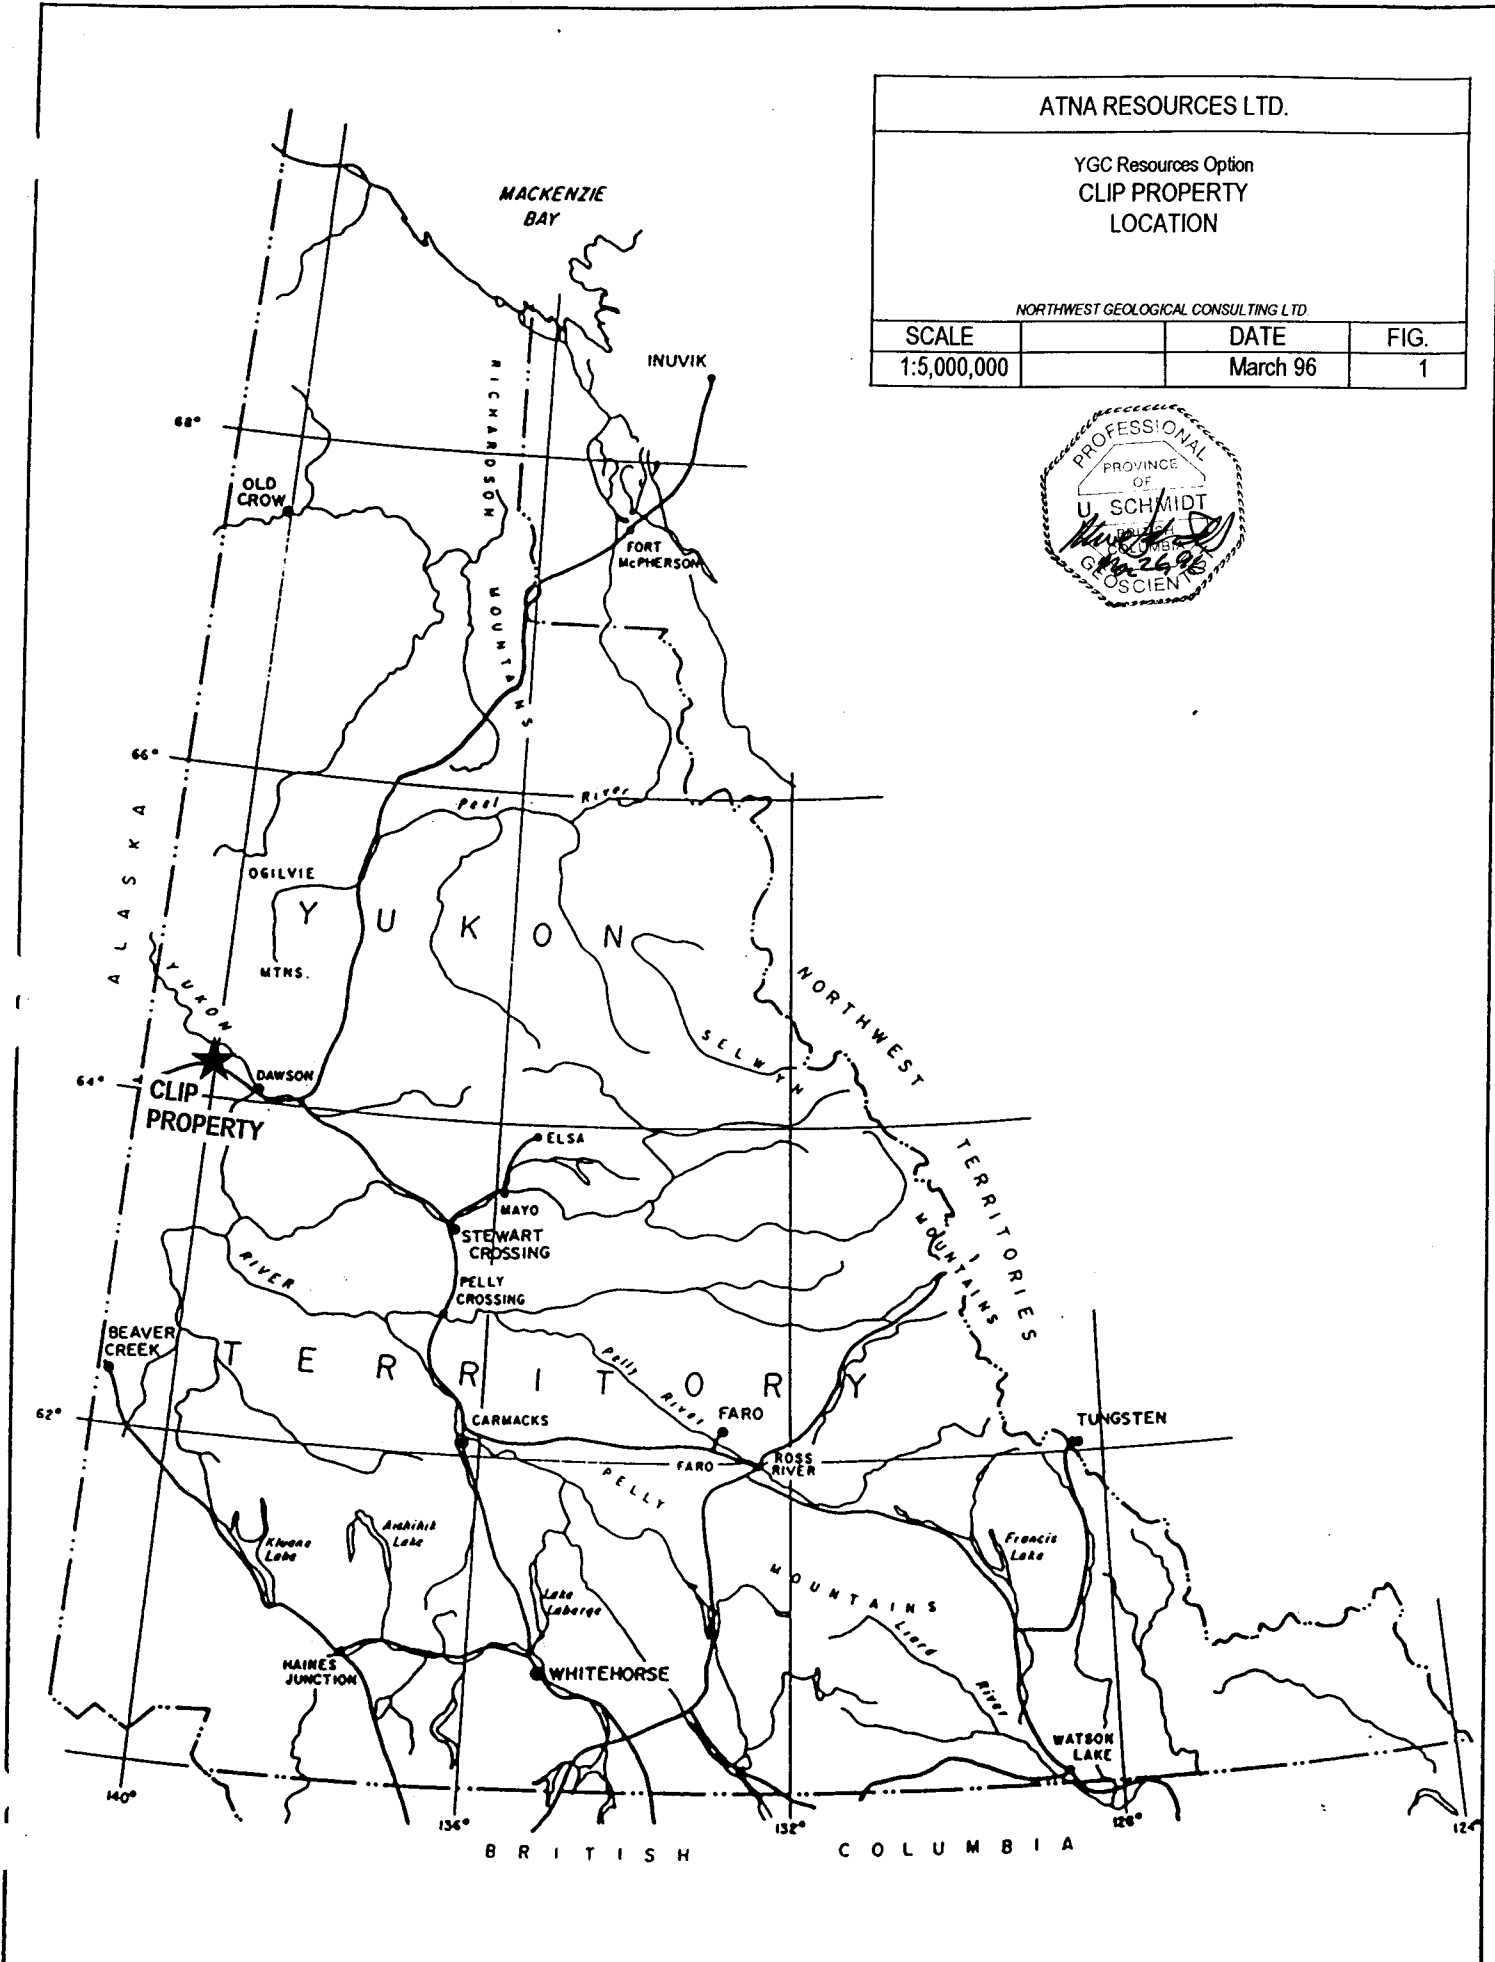 ATNA RESOURCES LTD.
YGC Resources Option
CLIP PROPERTY
LOCATION
NORTHWEST GEOLOGICAL CONSULTING LTD.
SCALE DATE FIG.
1:5,000,000 March 96 1
PROFESSIONAL
PROVINCE
OF
U. SCHMIDT
BRITISH
COLUMBIA
GEOSCIENTIST
MACKENZIE
BAY
INUVIK
RICHARDSON MOUNTAINS
68°
OLD
CROW
FORT
McPHERSON
66°
Peel River
ALASKA
OGILVIE
MTNS.
YUKON
YUKON
NORTHWEST TERRITORIES
SELWYN
MOUNTAINS
64°
CLIP
PROPERTY
DAWSON
ELSA
MAYO
STEWART
CROSSING
RIVER
PELLY
CROSSING
BEAVER
CREEK
TERRITORY
Pelly
River
62°
CARMACKS
FARO
FARO
ROSS
RIVER
TUNGSTEN
PELLY
MOUNTAINS
Kluane
Lake
Aishihik
Lake
Lake
Laberge
Francis
Lake
Liard
River
HAINES
JUNCTION
WHITEHORSE
WATSON
LAKE
140°
136°
132°
128°
124°
BRITISH COLUMBIA